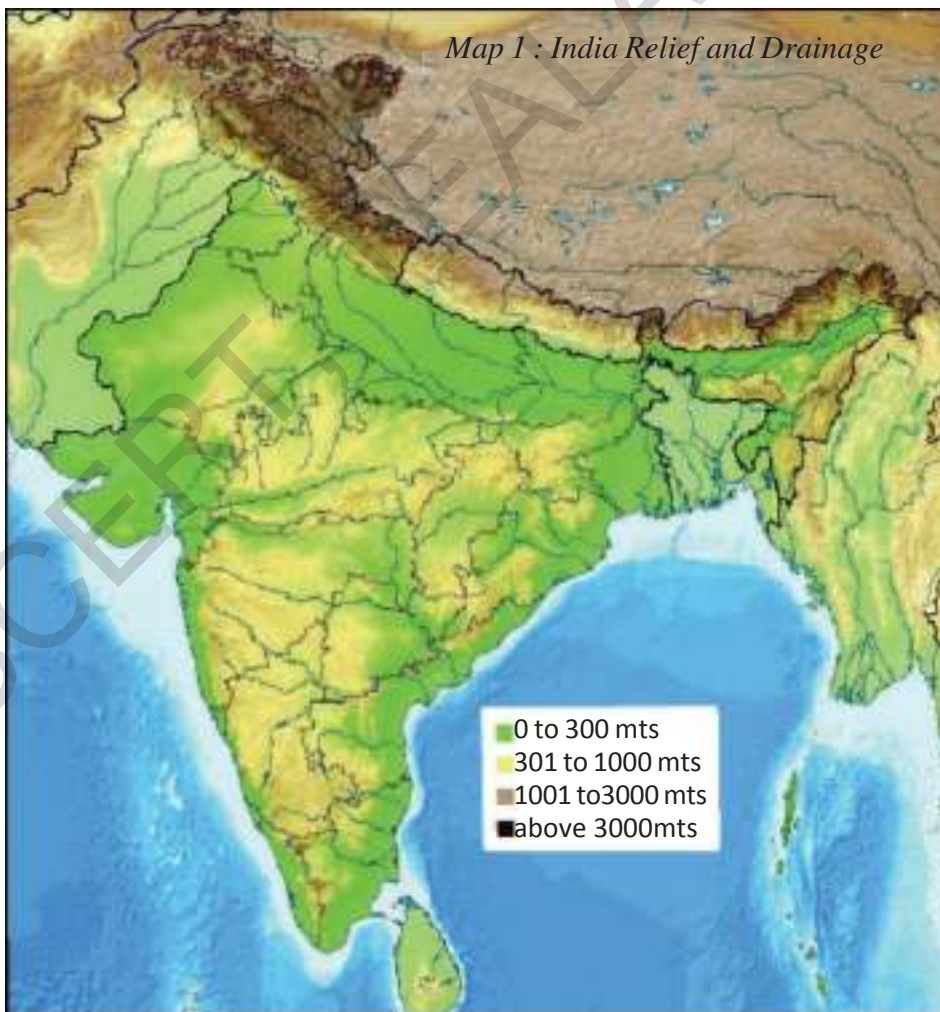 Map 1 : India Relief and Drainage
0 to 300 mts
301 to 1000 mts
1001 to3000 mts
above 3000mts